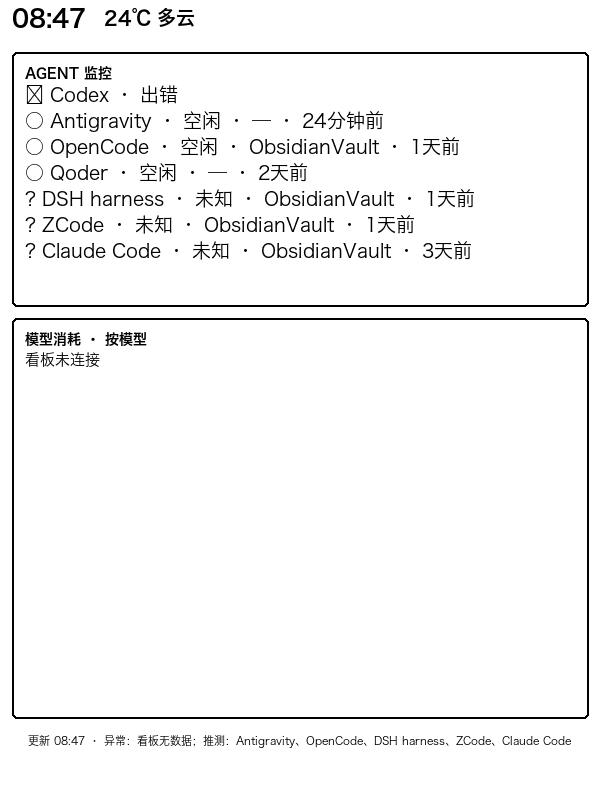 08:47 24℃ 多云
AGENT 监控
☒ Codex · 出错
○ Antigravity · 空闲 · — · 24分钟前
○ OpenCode · 空闲 · ObsidianVault · 1天前
○ Qoder · 空闲 · — · 2天前
? DSH harness · 未知 · ObsidianVault · 1天前
? ZCode · 未知 · ObsidianVault · 1天前
? Claude Code · 未知 · ObsidianVault · 3天前
模型消耗 · 按模型
看板未连接
更新 08:47 · 异常: 看板无数据; 推测: Antigravity、OpenCode、DSH harness、ZCode、Claude Code